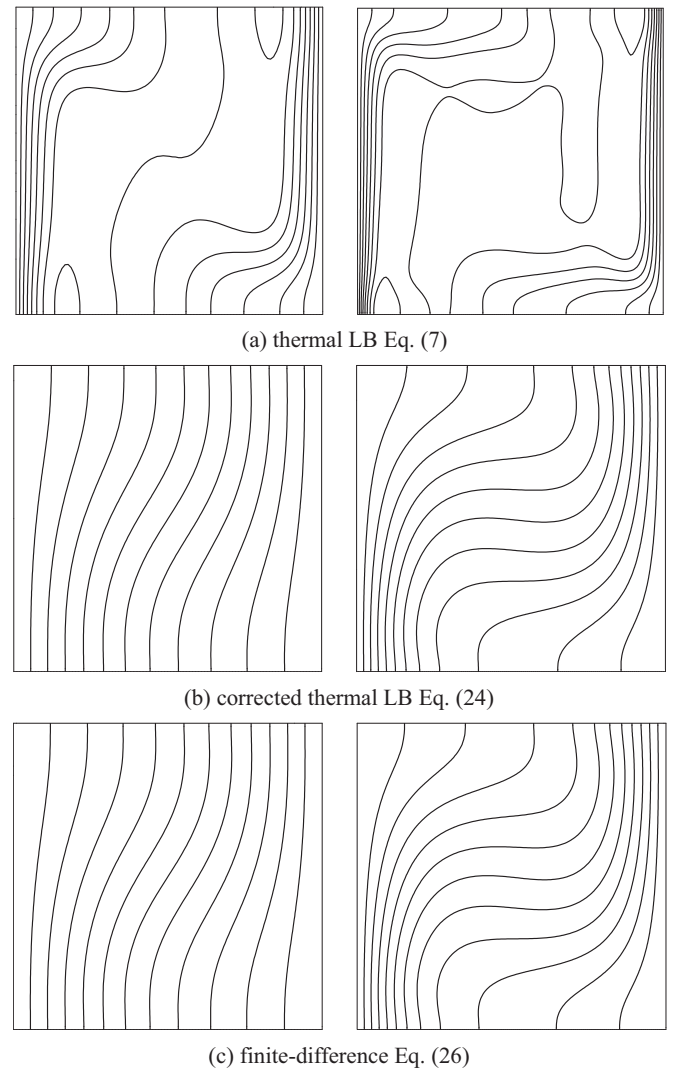 (a) thermal LB Eq. (7)
(b) corrected thermal LB Eq. (24)
(c) finite-difference Eq. (26)